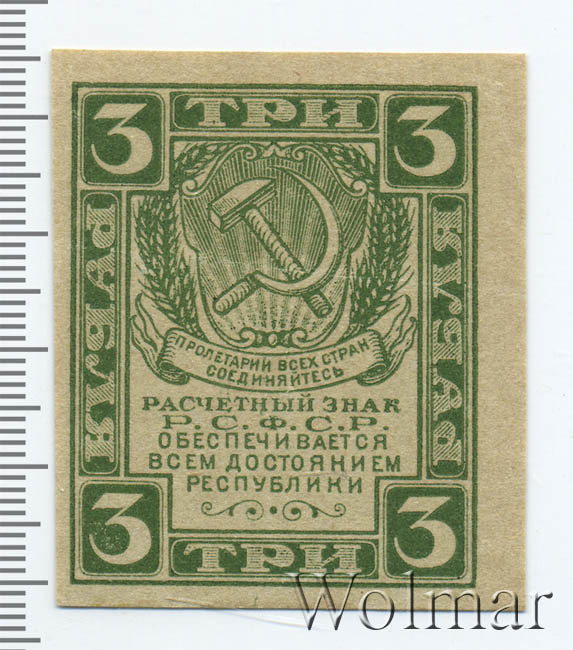 3 ТРИ 3
РУБЛЯ
РУБЛЯ
ПРОЛЕТАРИИ ВСЕХ СТРАН
СОЕДИНЯЙТЕСЬ
РАСЧЕТНЫЙ ЗНАК
Р.С.Ф.С.Р.
ОБЕСПЕЧИВАЕТСЯ
ВСЕМ ДОСТОЯНИЕМ
РЕСПУБЛИКИ
3 ТРИ 3
Wolmar